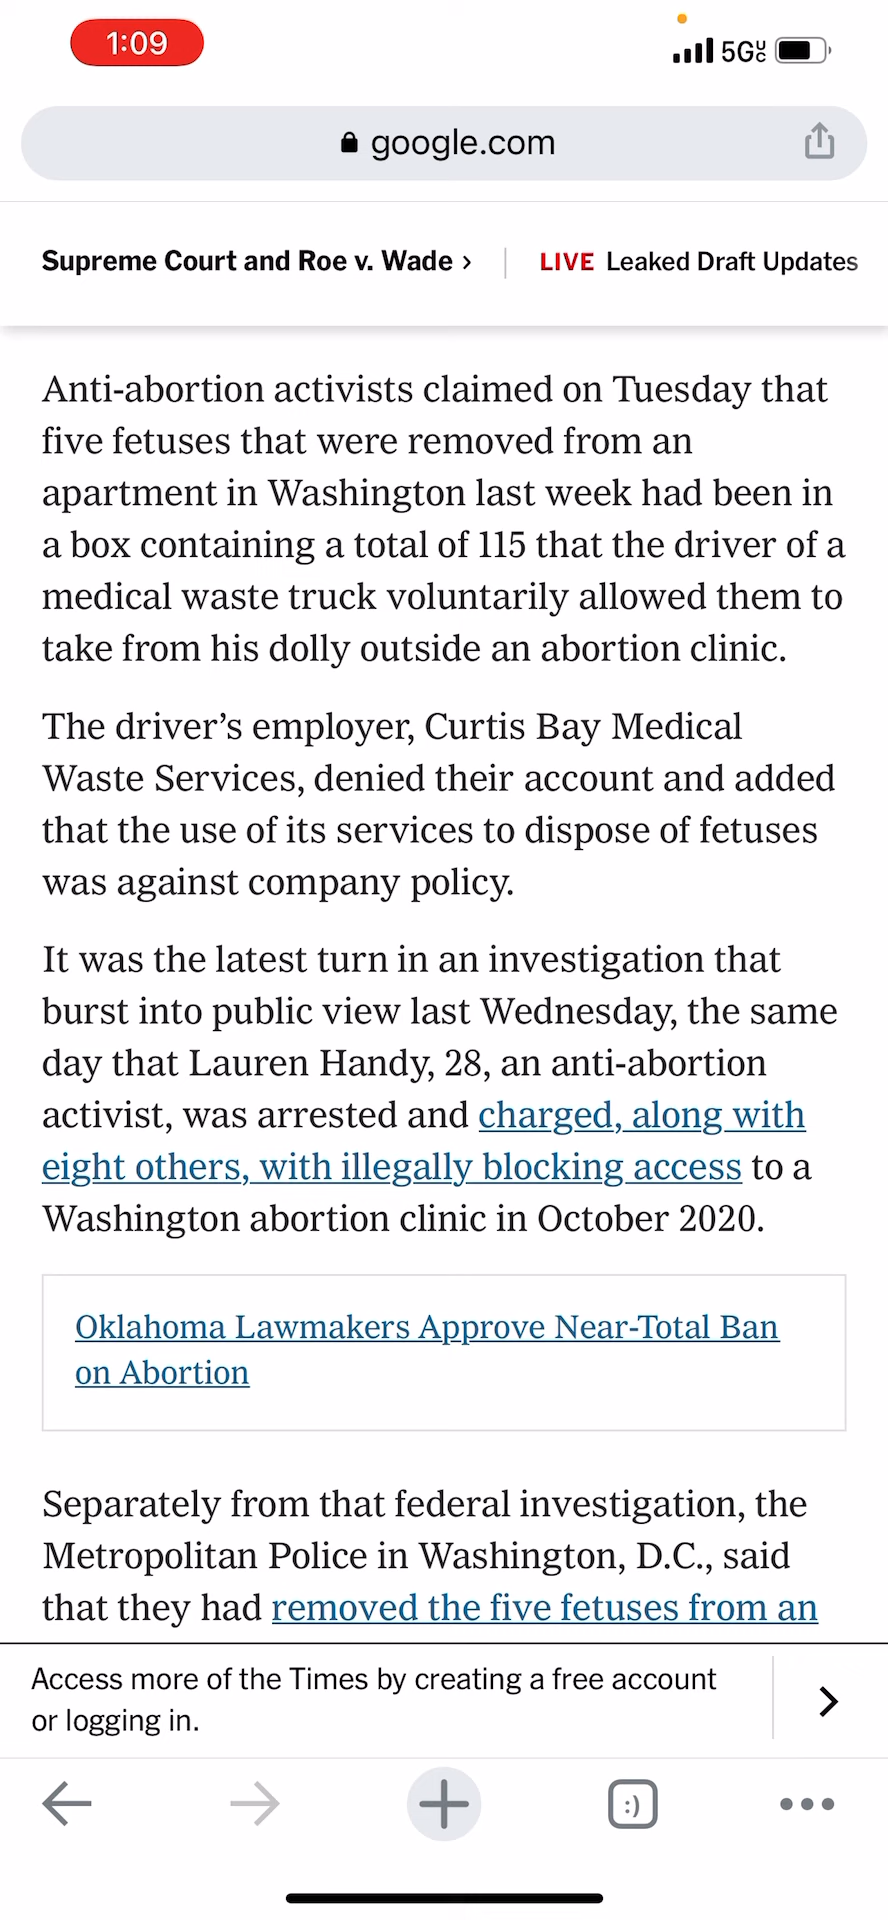 1:09
5GUC
google.com
Supreme Court and Roe v. Wade ›
LIVE Leaked Draft Updates
Anti-abortion activists claimed on Tuesday that
five fetuses that were removed from an
apartment in Washington last week had been in
a box containing a total of 115 that the driver of a
medical waste truck voluntarily allowed them to
take from his dolly outside an abortion clinic.
The driver’s employer, Curtis Bay Medical
Waste Services, denied their account and added
that the use of its services to dispose of fetuses
was against company policy.
It was the latest turn in an investigation that
burst into public view last Wednesday, the same
day that Lauren Handy, 28, an anti-abortion
activist, was arrested and charged, along with
eight others, with illegally blocking access to a
Washington abortion clinic in October 2020.
Oklahoma Lawmakers Approve Near-Total Ban
on Abortion
Separately from that federal investigation, the
Metropolitan Police in Washington, D.C., said
that they had removed the five fetuses from an
Access more of the Times by creating a free account
or logging in.
:)